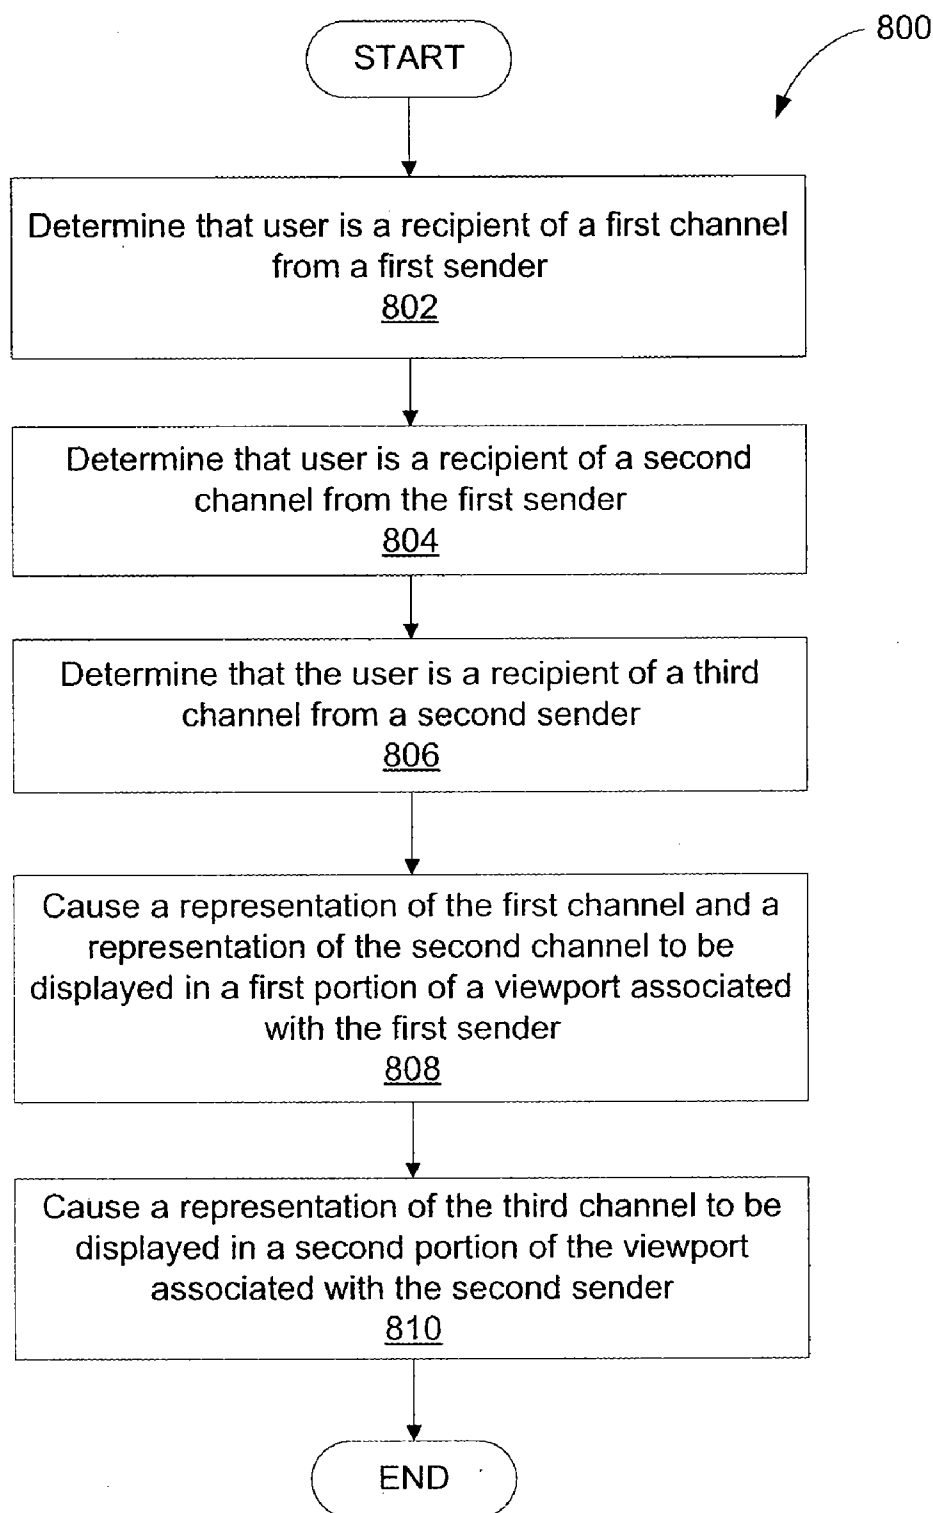 800
START
Determine that user is a recipient of a first channel
from a first sender
802
Determine that user is a recipient of a second
channel from the first sender
804
Determine that the user is a recipient of a third
channel from a second sender
806
Cause a representation of the first channel and a
representation of the second channel to be
displayed in a first portion of a viewport associated
with the first sender
808
Cause a representation of the third channel to be
displayed in a second portion of the viewport
associated with the second sender
810
END